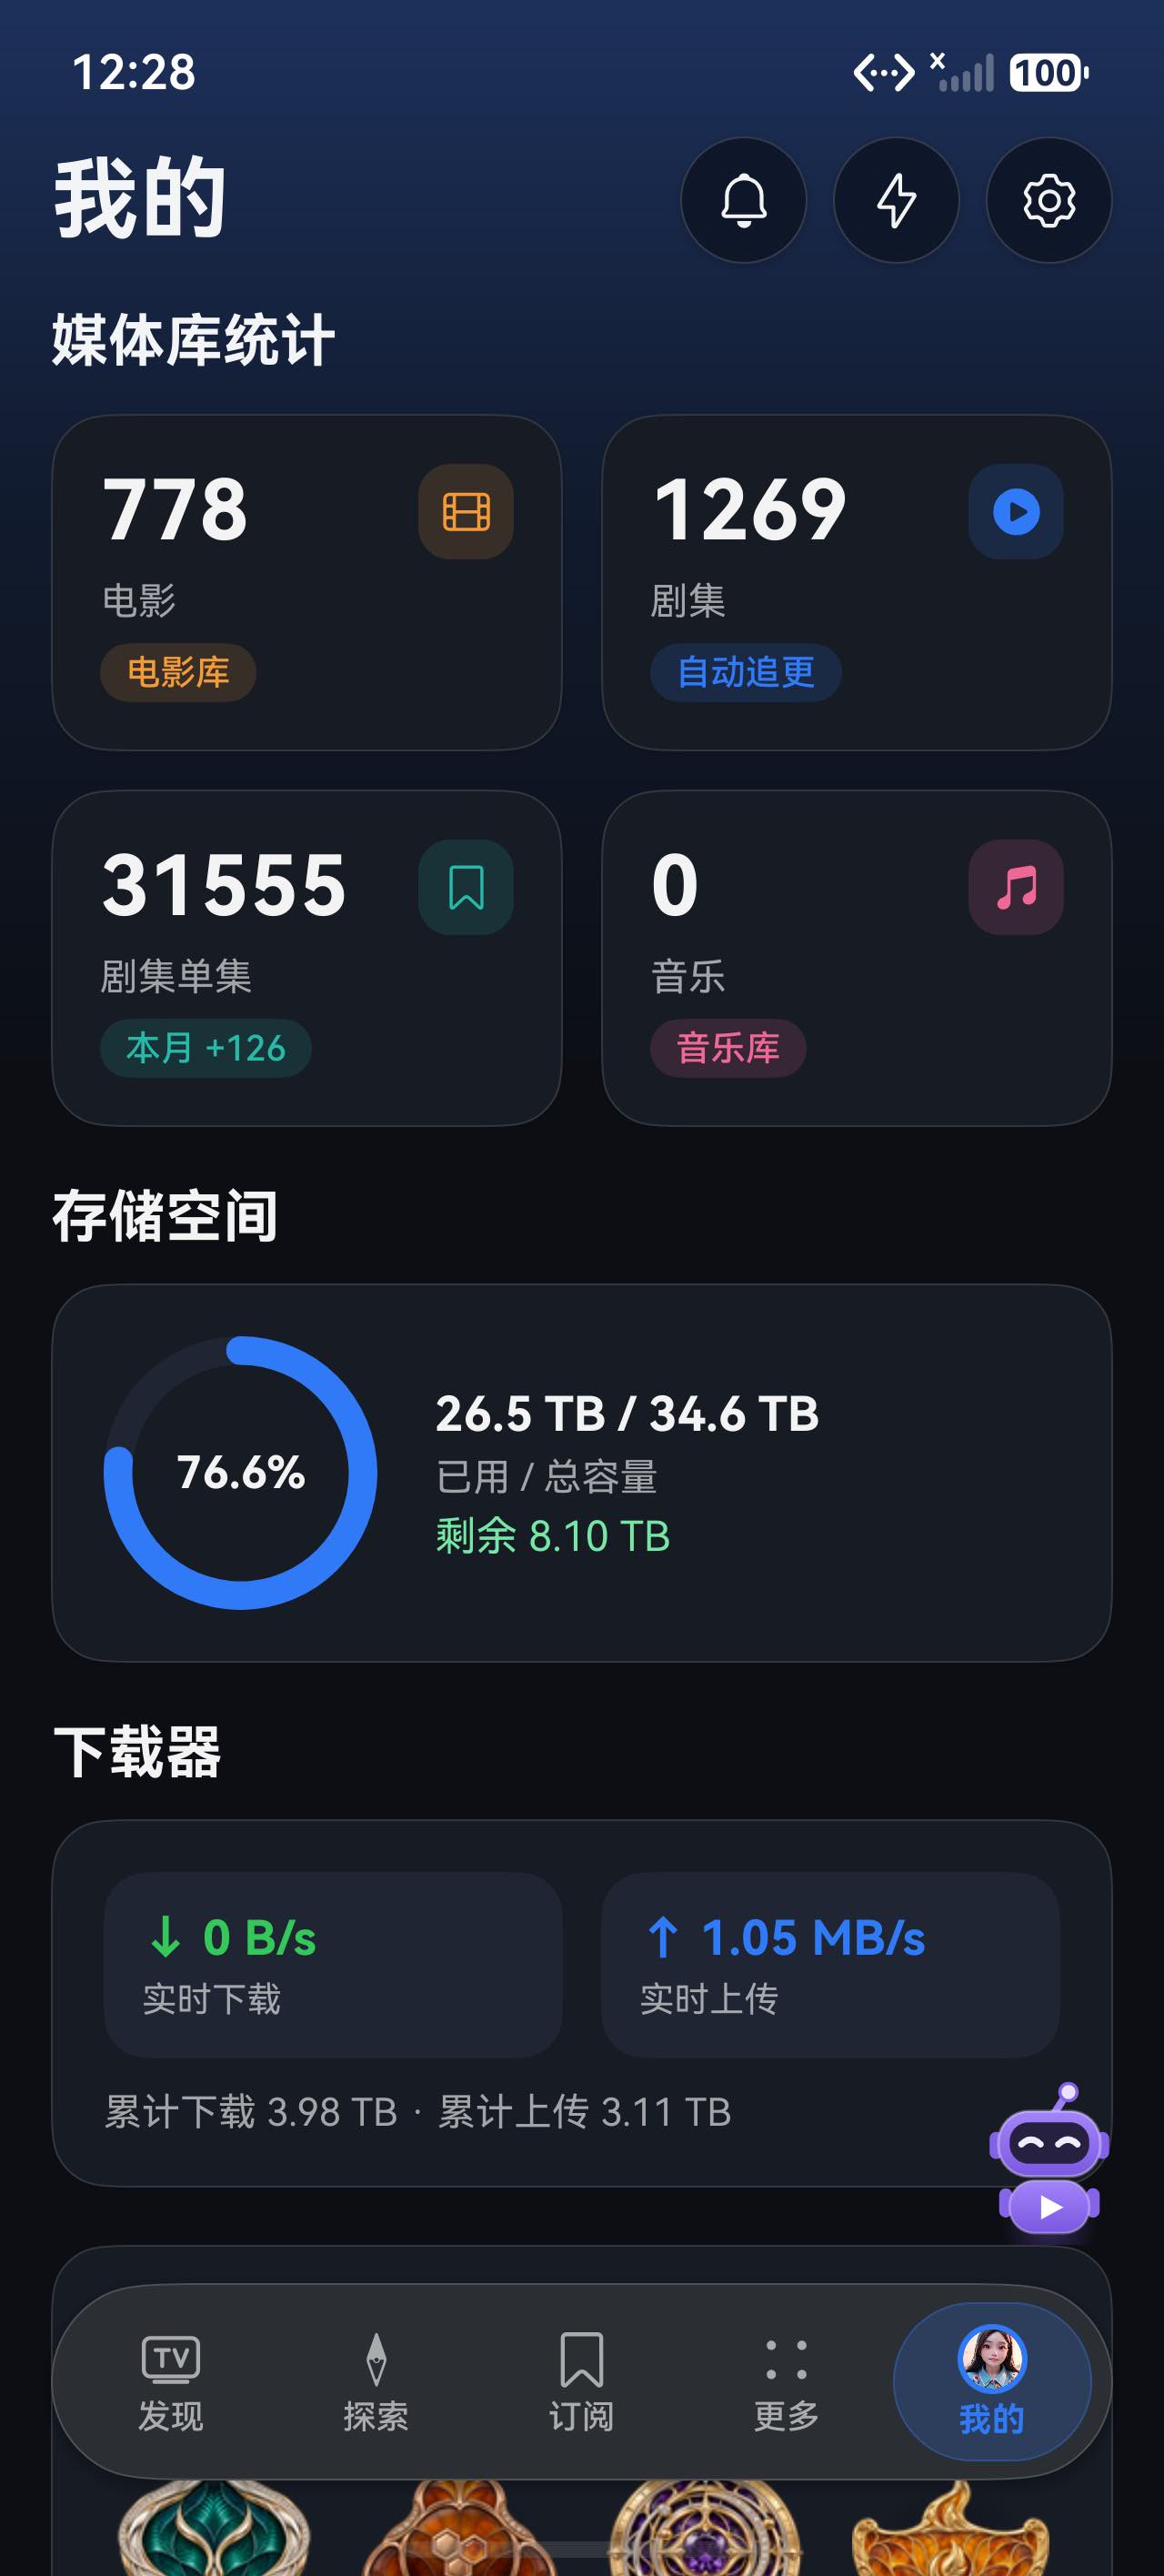 12:28
100
我的
媒体库统计
778
电影
电影库
1269
剧集
自动追更
31555
剧集单集
本月 +126
0
音乐
音乐库
存储空间
76.6%
26.5 TB / 34.6 TB
已用 / 总容量
剩余 8.10 TB
下载器
↓ 0 B/s
实时下载
↑ 1.05 MB/s
实时上传
累计下载 3.98 TB · 累计上传 3.11 TB
TV
发现
探索
订阅
更多
我的